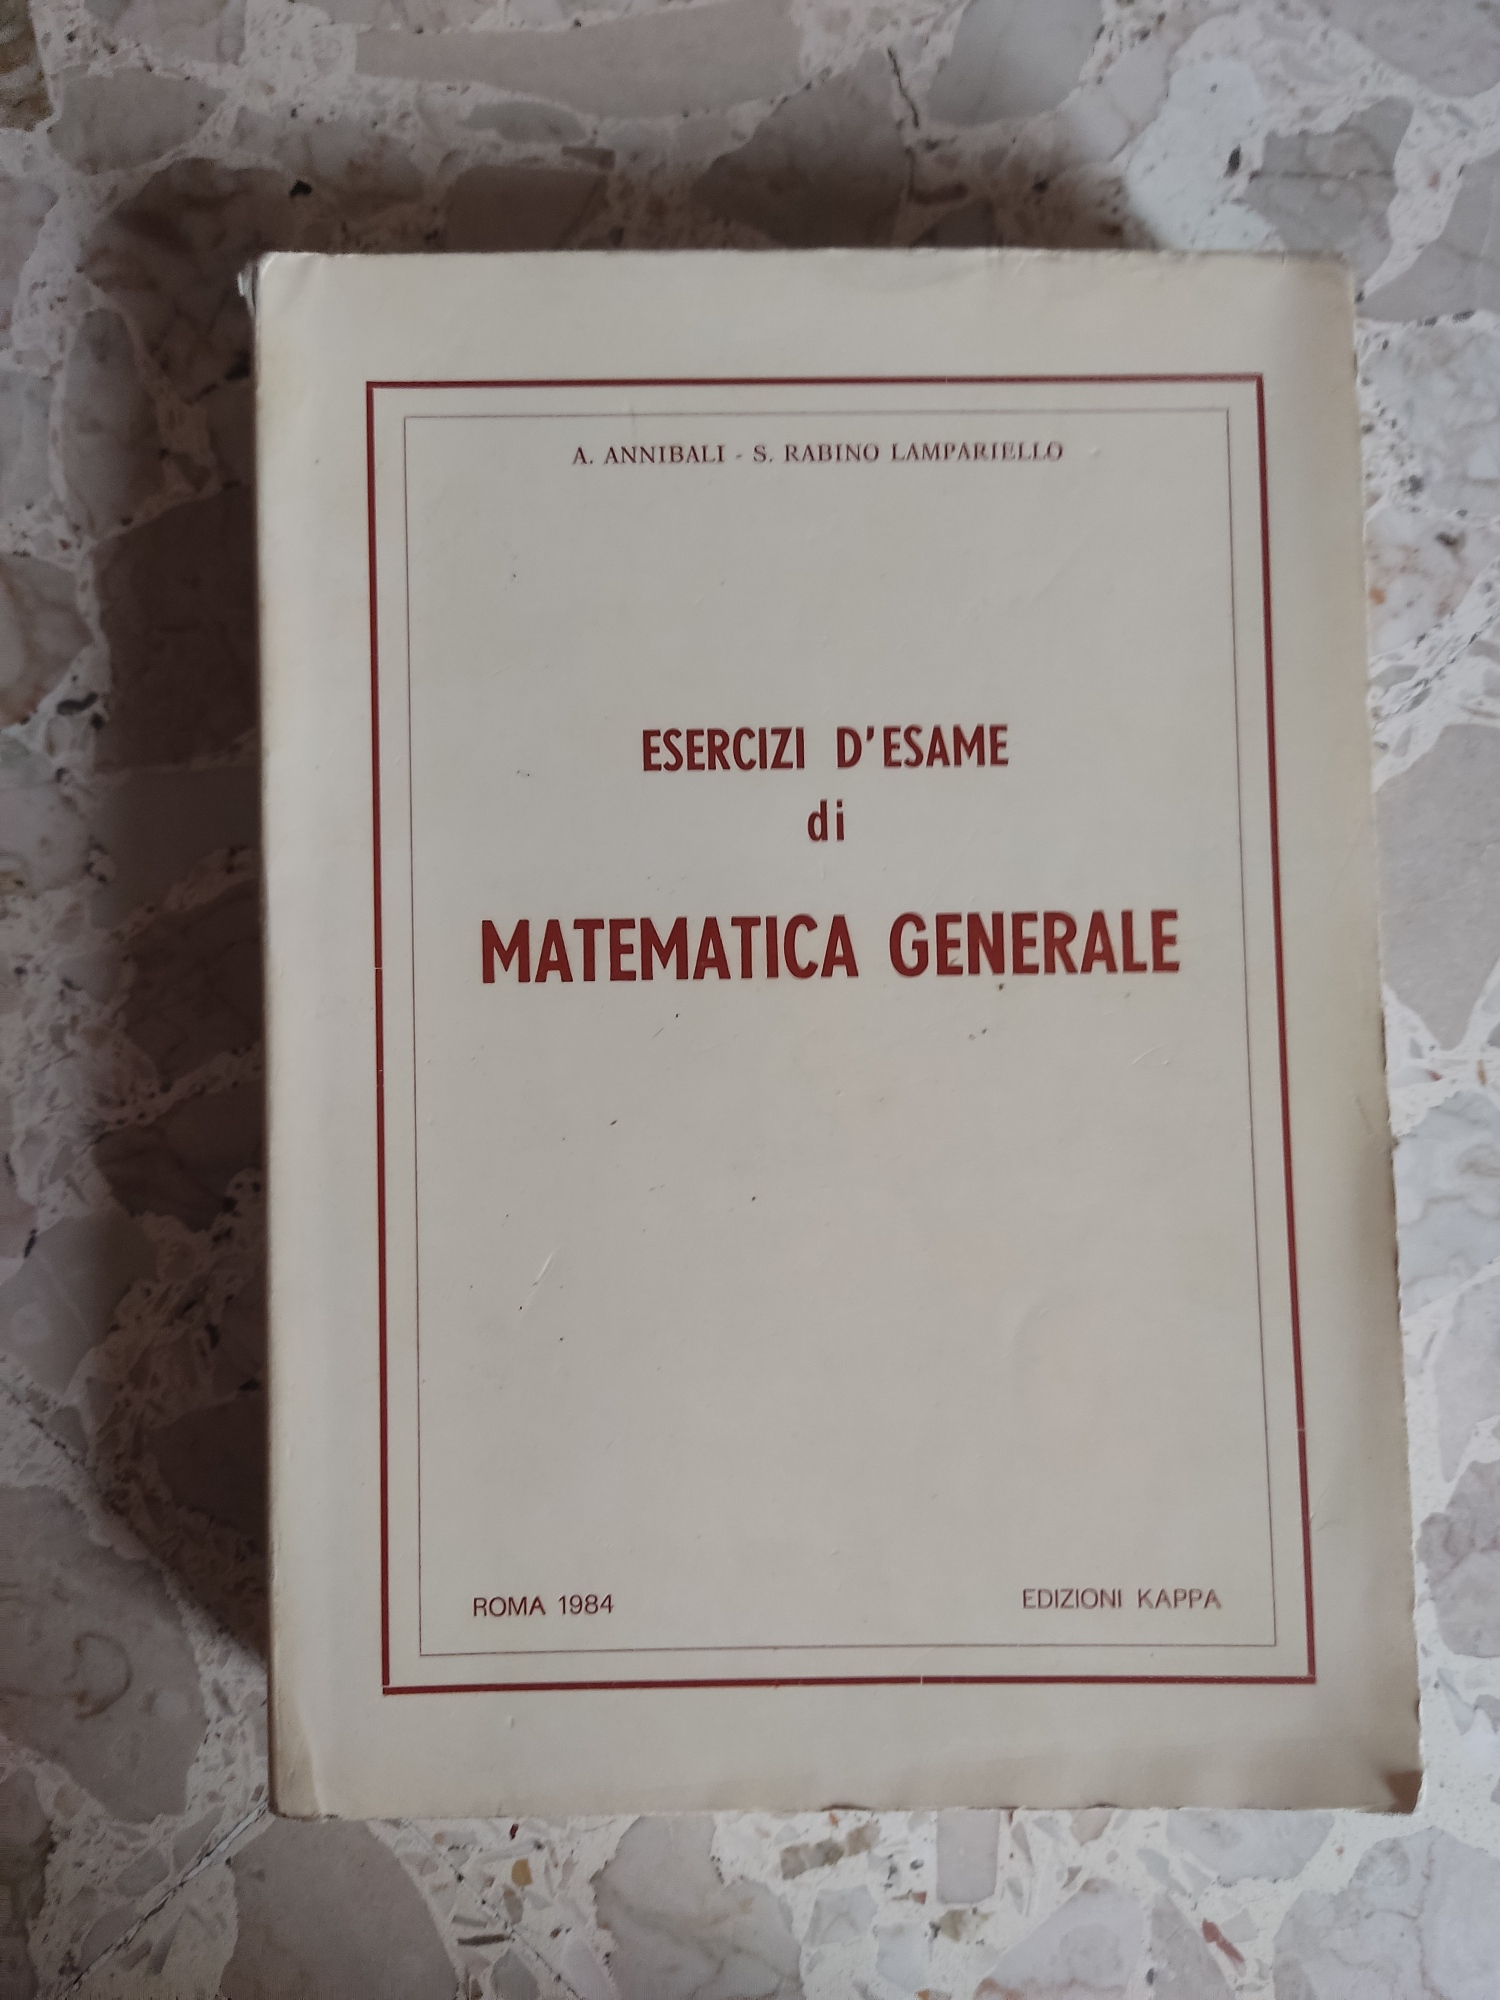 A. ANNIBALI - S. RABINO LAMPARIELLO
ESERCIZI D'ESAME
di
MATEMATICA GENERALE
ROMA 1984
EDIZIONI KAPPA